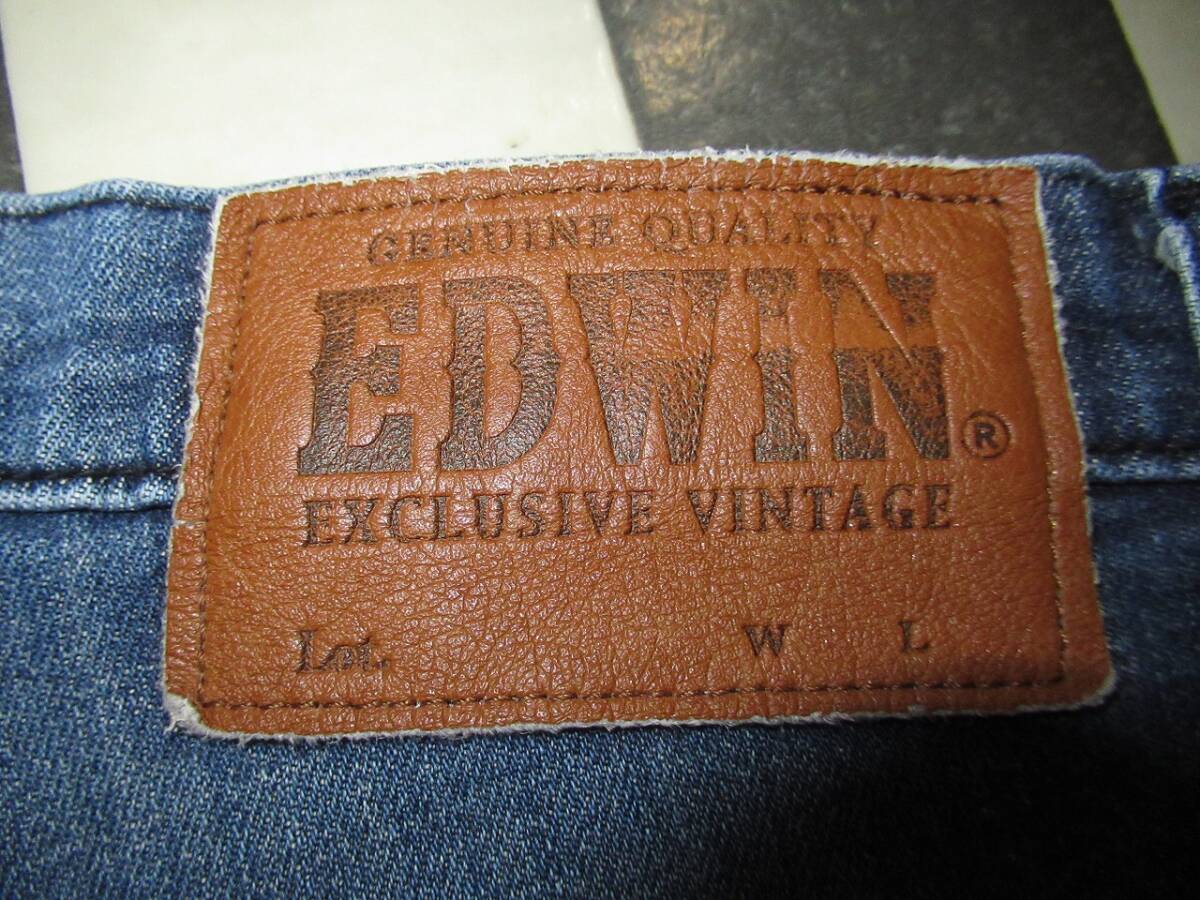 GENUINE QUALITY
EDWIN®
EXCLUSIVE VINTAGE
Lot. W L